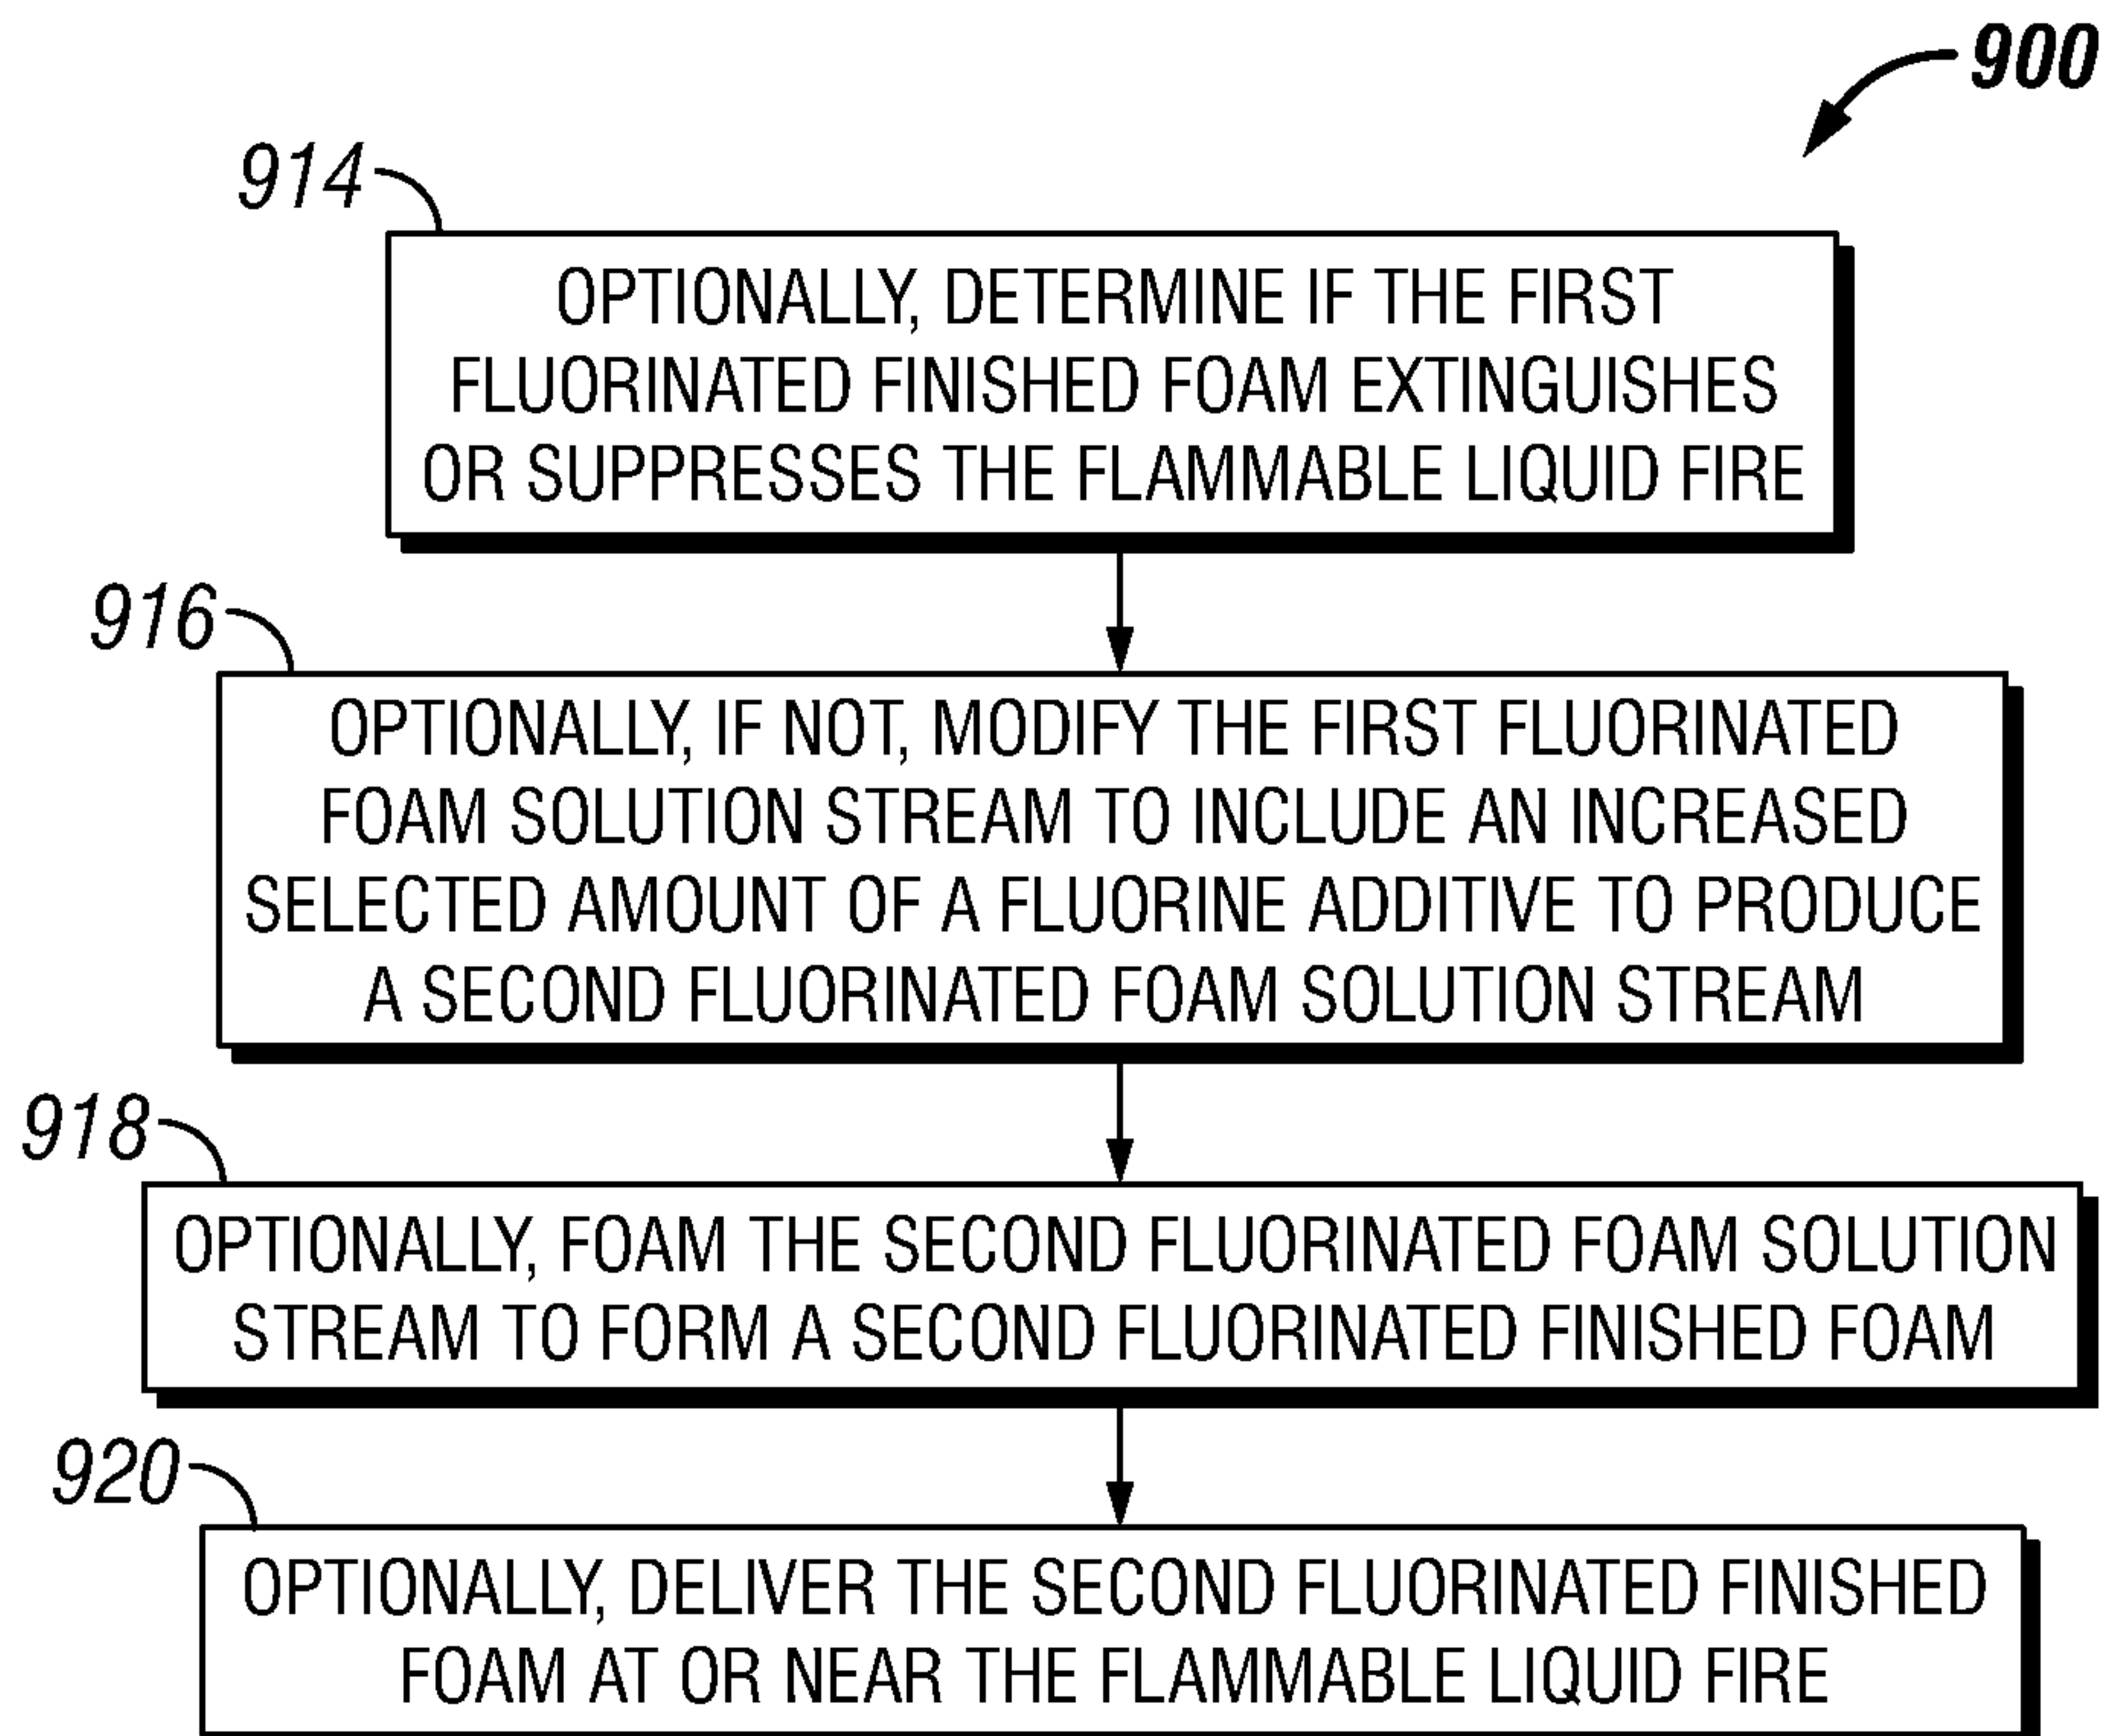 900
914
OPTIONALLY, DETERMINE IF THE FIRST
FLUORINATED FINISHED FOAM EXTINGUISHES
OR SUPPRESSES THE FLAMMABLE LIQUID FIRE
916
OPTIONALLY, IF NOT, MODIFY THE FIRST FLUORINATED
FOAM SOLUTION STREAM TO INCLUDE AN INCREASED
SELECTED AMOUNT OF A FLUORINE ADDITIVE TO PRODUCE
A SECOND FLUORINATED FOAM SOLUTION STREAM
918
OPTIONALLY, FOAM THE SECOND FLUORINATED FOAM SOLUTION
STREAM TO FORM A SECOND FLUORINATED FINISHED FOAM
920
OPTIONALLY, DELIVER THE SECOND FLUORINATED FINISHED
FOAM AT OR NEAR THE FLAMMABLE LIQUID FIRE